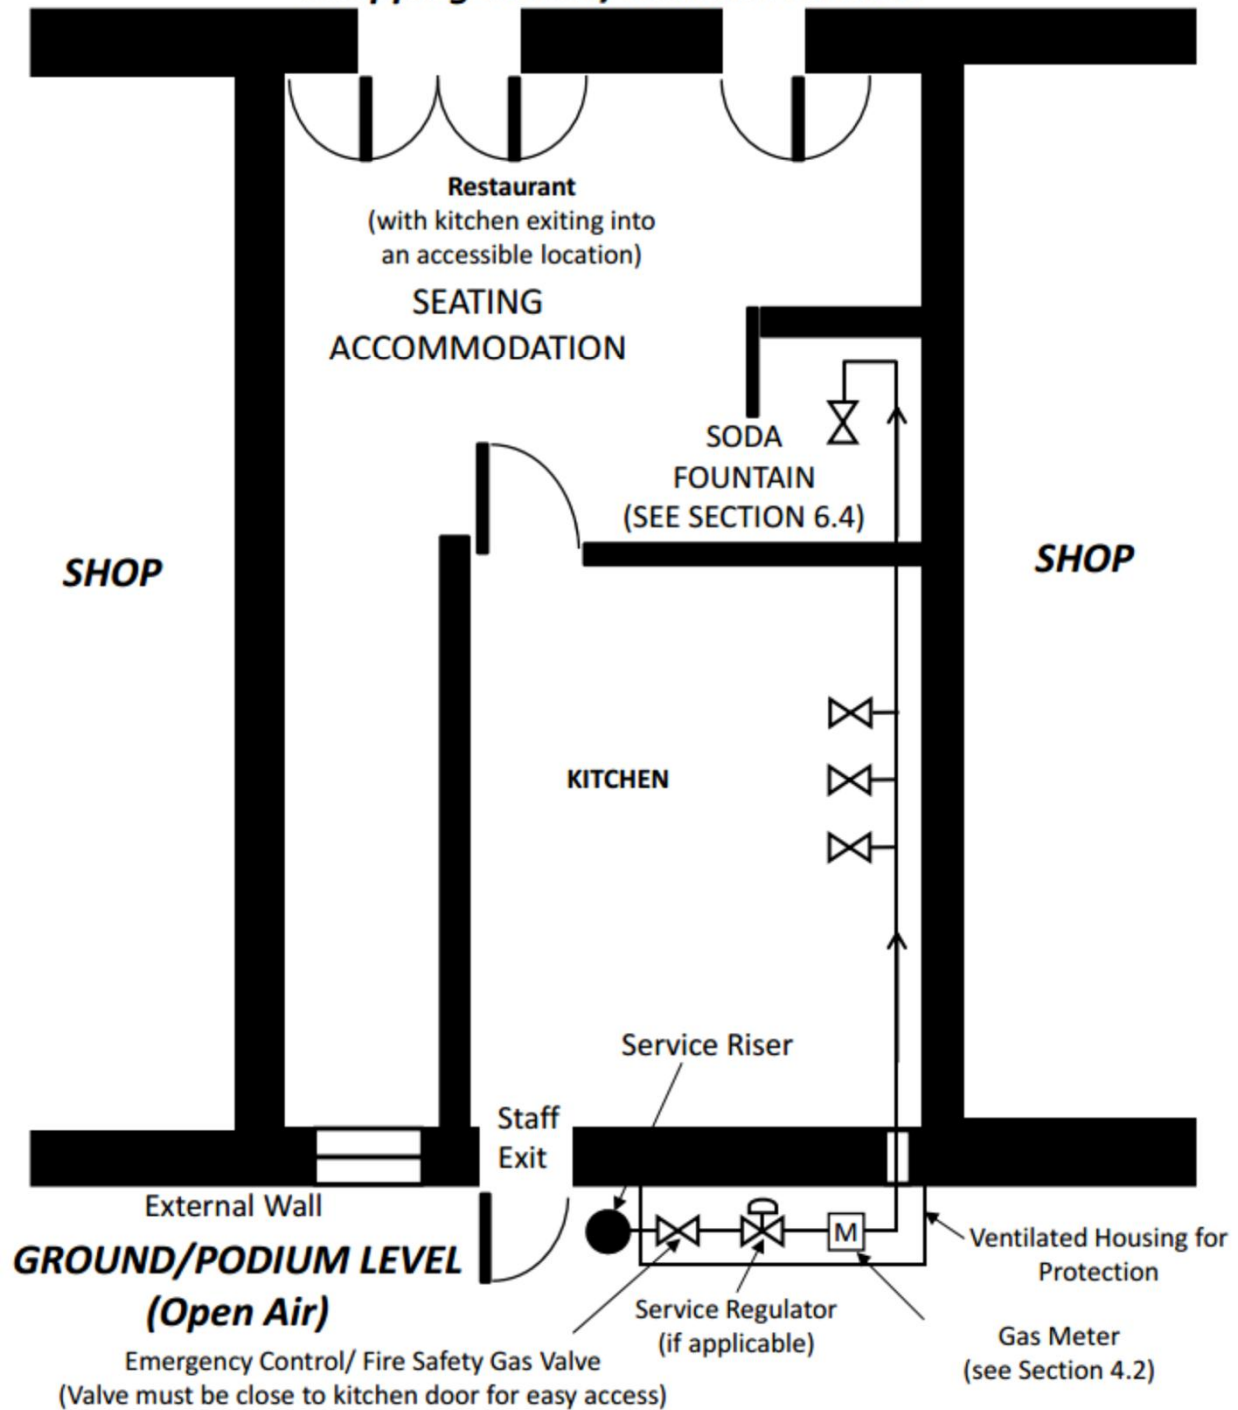 Restaurant
(with kitchen exiting into
an accessible location)
SEATING
ACCOMMODATION
SODA
FOUNTAIN
(SEE SECTION 6.4)
SHOP
SHOP
KITCHEN
Service Riser
Staff
Exit
External Wall
GROUND/PODIUM LEVEL
(Open Air)
M
Ventilated Housing for
Protection
Service Regulator
(if applicable)
Gas Meter
(see Section 4.2)
Emergency Control/ Fire Safety Gas Valve
(Valve must be close to kitchen door for easy access)